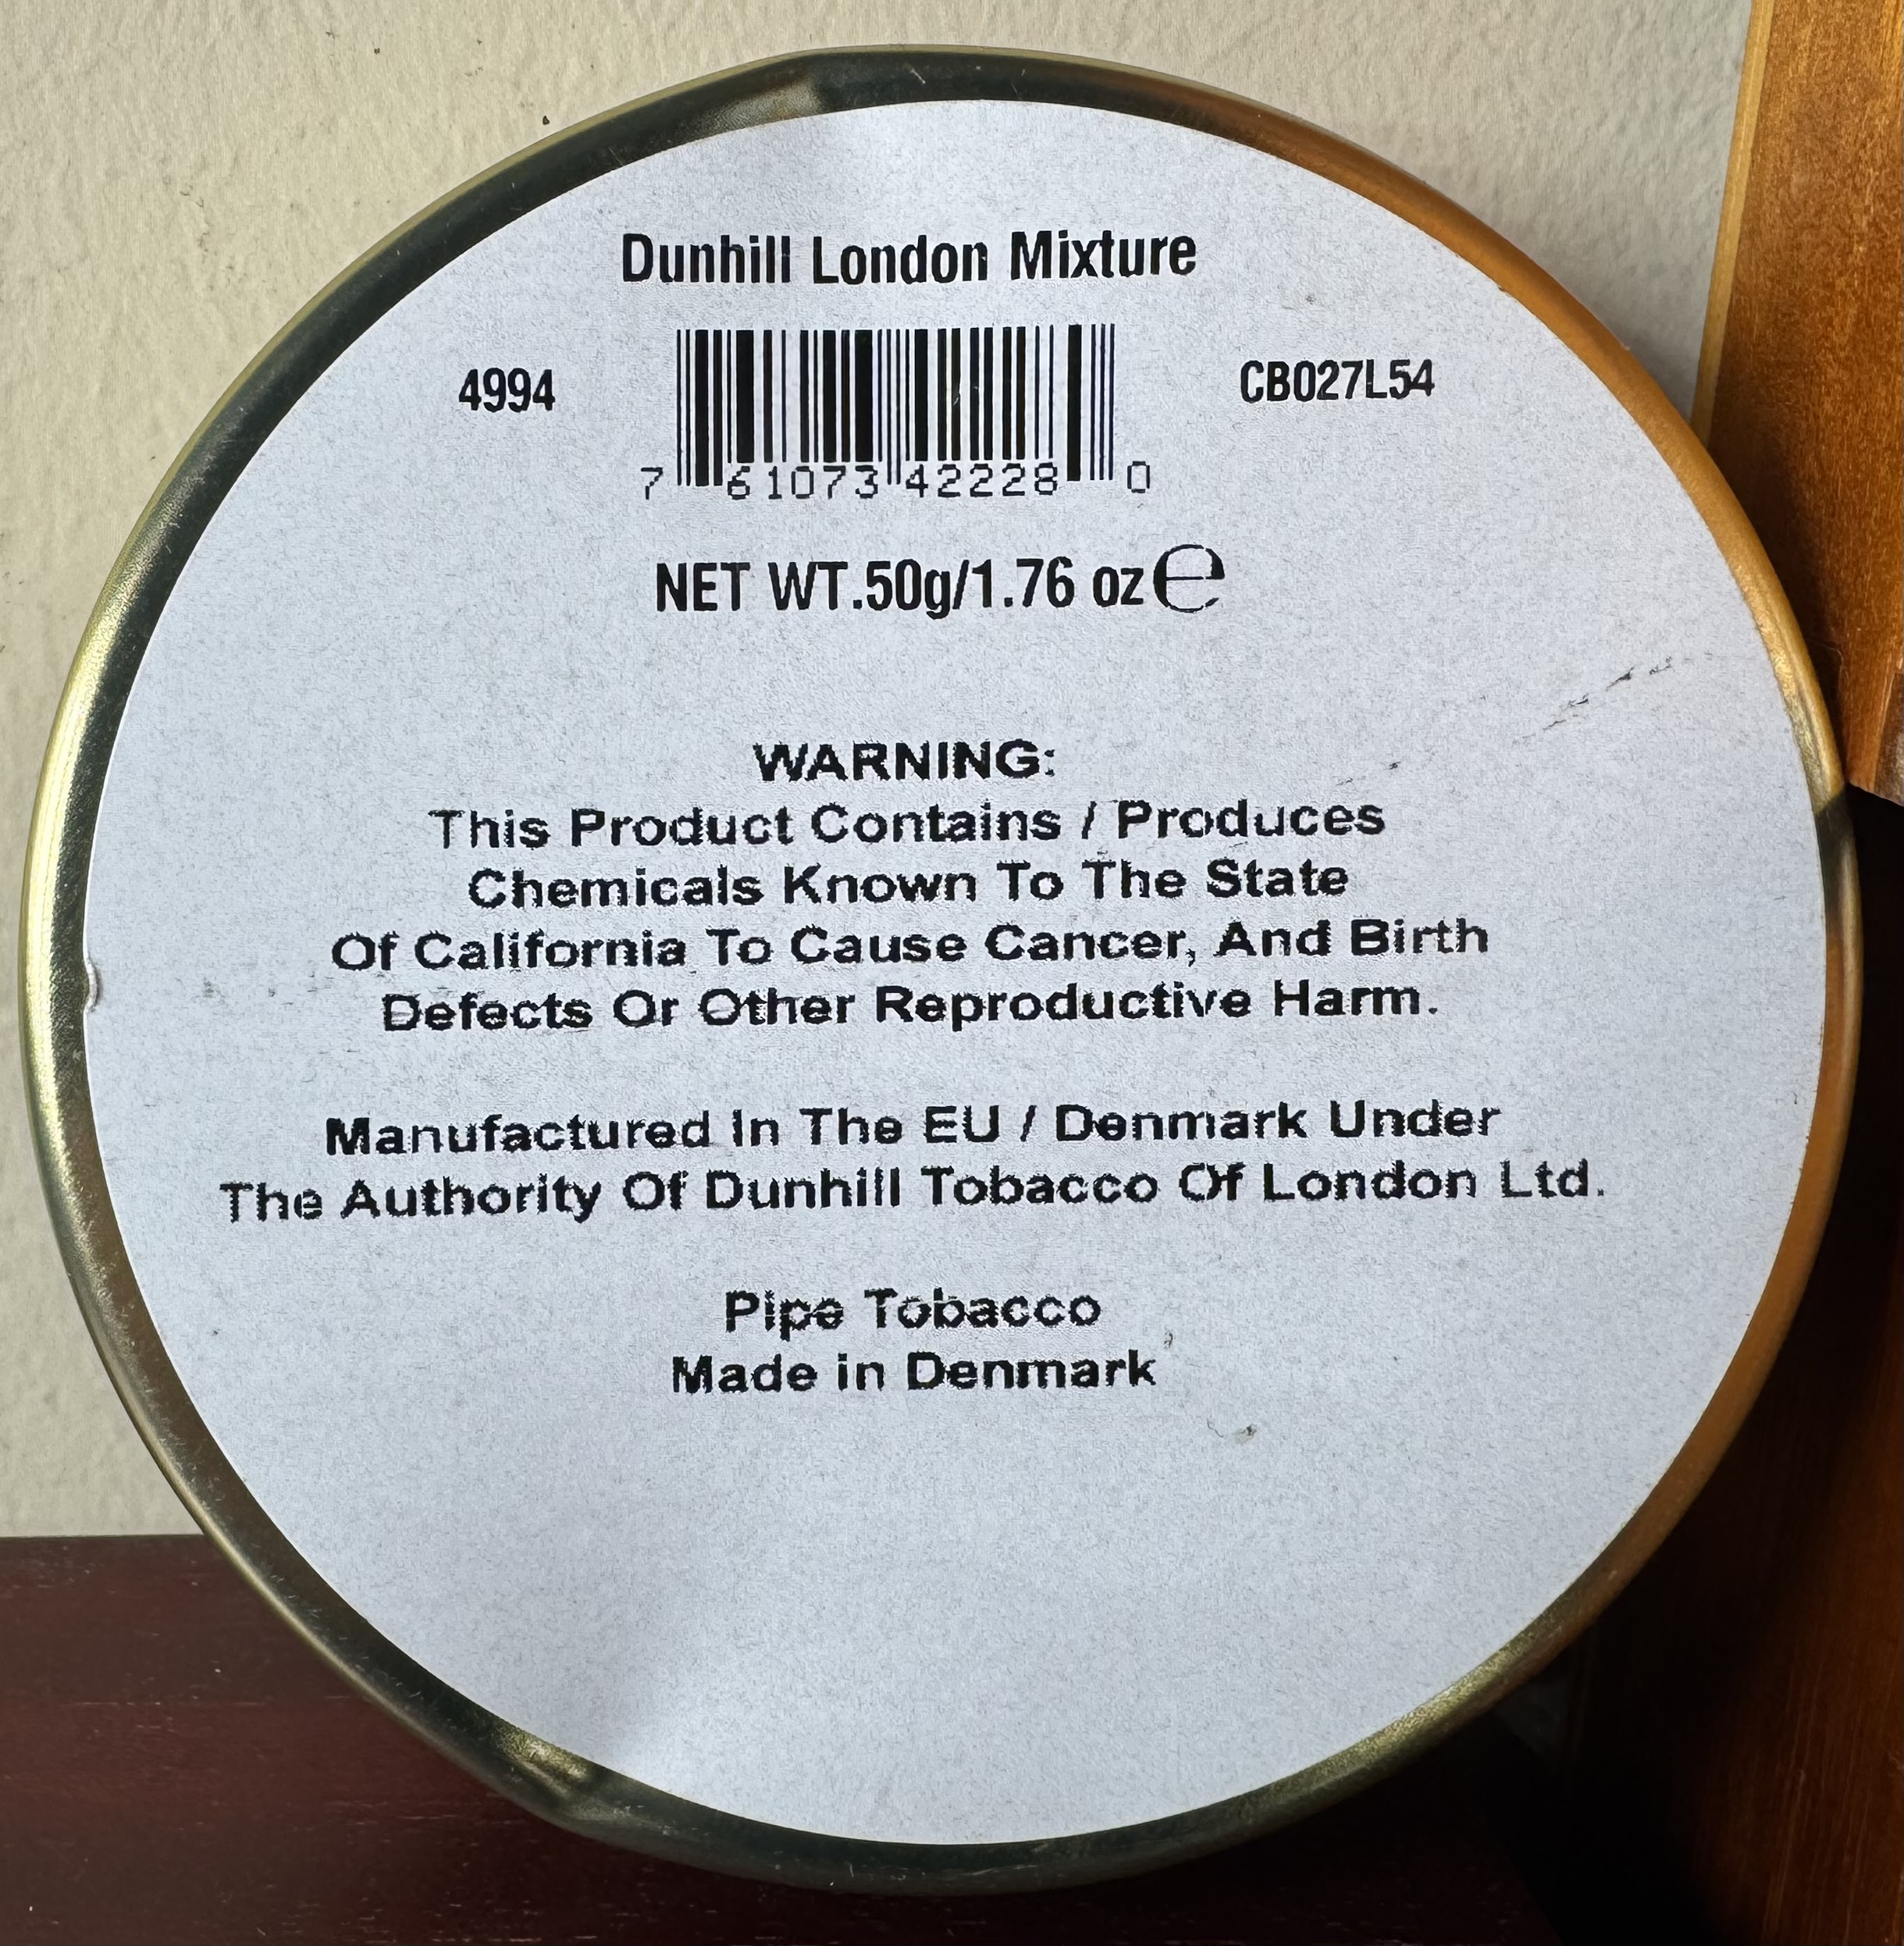 Dunhill London Mixture
4994
CB027L54
7 61073 42228 0
NET WT.50g/1.76 oz ℮
WARNING:
This Product Contains / Produces
Chemicals Known To The State
Of California To Cause Cancer, And Birth
Defects Or Other Reproductive Harm.
Manufactured In The EU / Denmark Under
The Authority Of Dunhill Tobacco Of London Ltd.
Pipe Tobacco
Made in Denmark